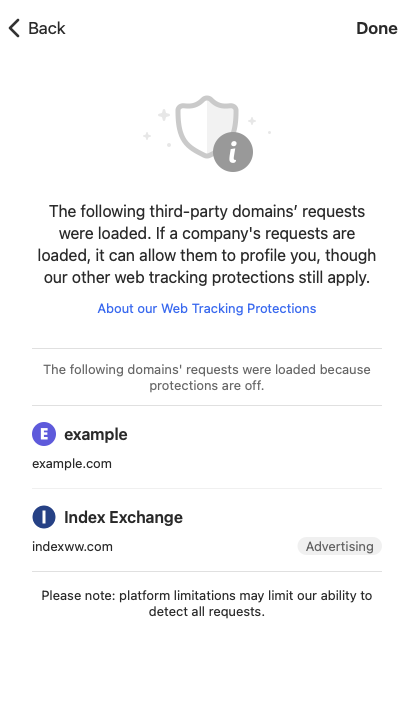 Back
Done
The following third-party domains’ requests
were loaded. If a company's requests are
loaded, it can allow them to profile you, though
our other web tracking protections still apply.
About our Web Tracking Protections
The following domains' requests were loaded because
protections are off.
E example
example.com
I Index Exchange
indexww.com
Advertising
Please note: platform limitations may limit our ability to
detect all requests.